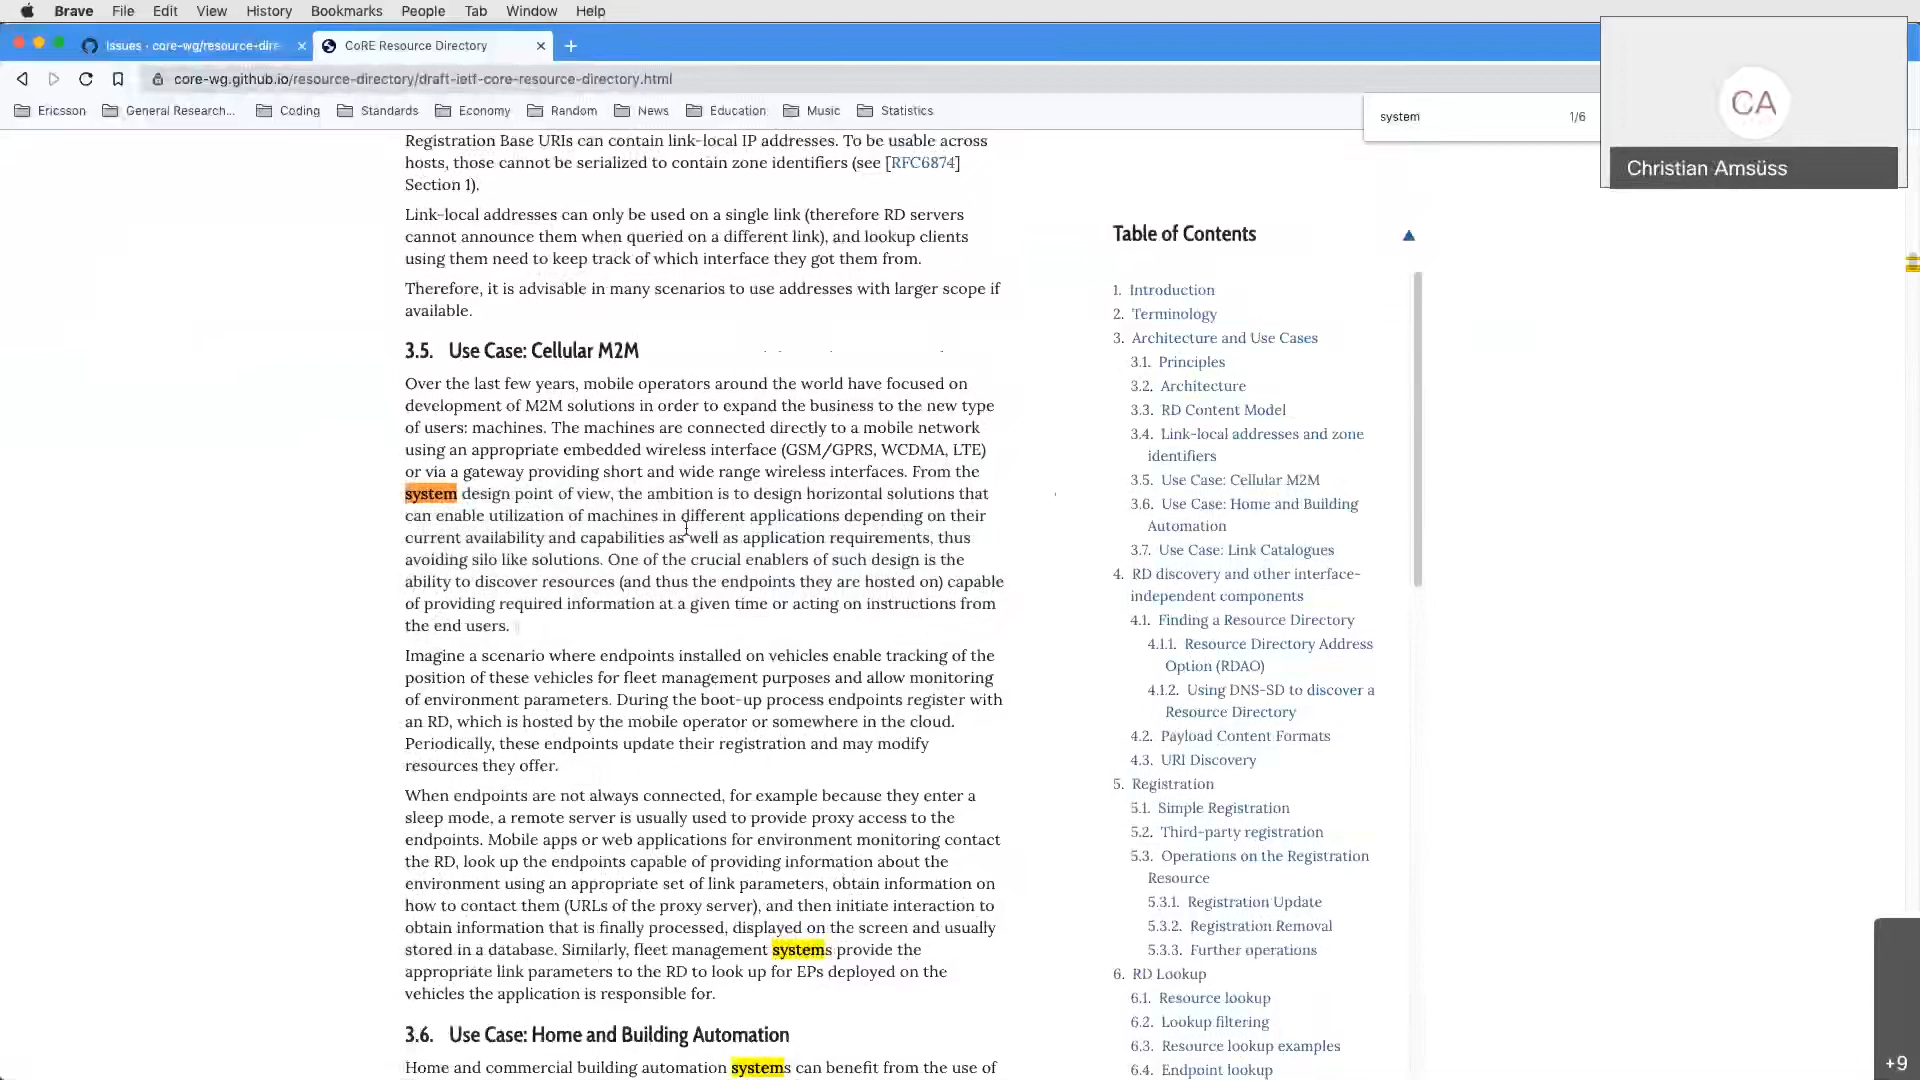 Brave File Edit View History Bookmarks People Tab Window Help
Issues · core-wg/resource-dire
CoRE Resource Directory
core-wg.github.io/resource-directory/draft-ietf-core-resource-directory.html
Ericsson General Research... Coding Standards Economy Random News Education Music Statistics
system 1/6
CA
Christian Amsüss
Registration Base URIs can contain link-local IP addresses. To be usable across
hosts, those cannot be serialized to contain zone identifiers (see [RFC6874]
Section 1).
Link-local addresses can only be used on a single link (therefore RD servers
cannot announce them when queried on a different link), and lookup clients
using them need to keep track of which interface they got them from.
Therefore, it is advisable in many scenarios to use addresses with larger scope if
available.
3.5. Use Case: Cellular M2M
Over the last few years, mobile operators around the world have focused on
development of M2M solutions in order to expand the business to the new type
of users: machines. The machines are connected directly to a mobile network
using an appropriate embedded wireless interface (GSM/GPRS, WCDMA, LTE)
or via a gateway providing short and wide range wireless interfaces. From the
system design point of view, the ambition is to design horizontal solutions that
can enable utilization of machines in different applications depending on their
current availability and capabilities as well as application requirements, thus
avoiding silo like solutions. One of the crucial enablers of such design is the
ability to discover resources (and thus the endpoints they are hosted on) capable
of providing required information at a given time or acting on instructions from
the end users.
Imagine a scenario where endpoints installed on vehicles enable tracking of the
position of these vehicles for fleet management purposes and allow monitoring
of environment parameters. During the boot-up process endpoints register with
an RD, which is hosted by the mobile operator or somewhere in the cloud.
Periodically, these endpoints update their registration and may modify
resources they offer.
When endpoints are not always connected, for example because they enter a
sleep mode, a remote server is usually used to provide proxy access to the
endpoints. Mobile apps or web applications for environment monitoring contact
the RD, look up the endpoints capable of providing information about the
environment using an appropriate set of link parameters, obtain information on
how to contact them (URLs of the proxy server), and then initiate interaction to
obtain information that is finally processed, displayed on the screen and usually
stored in a database. Similarly, fleet management systems provide the
appropriate link parameters to the RD to look up for EPs deployed on the
vehicles the application is responsible for.
3.6. Use Case: Home and Building Automation
Home and commercial building automation systems can benefit from the use of
Table of Contents
1. Introduction
2. Terminology
3. Architecture and Use Cases
3.1. Principles
3.2. Architecture
3.3. RD Content Model
3.4. Link-local addresses and zone
identifiers
3.5. Use Case: Cellular M2M
3.6. Use Case: Home and Building
Automation
3.7. Use Case: Link Catalogues
4. RD discovery and other interface-
independent components
4.1. Finding a Resource Directory
4.1.1. Resource Directory Address
Option (RDAO)
4.1.2. Using DNS-SD to discover a
Resource Directory
4.2. Payload Content Formats
4.3. URI Discovery
5. Registration
5.1. Simple Registration
5.2. Third-party registration
5.3. Operations on the Registration
Resource
5.3.1. Registration Update
5.3.2. Registration Removal
5.3.3. Further operations
6. RD Lookup
6.1. Resource lookup
6.2. Lookup filtering
6.3. Resource lookup examples
6.4. Endpoint lookup
+9